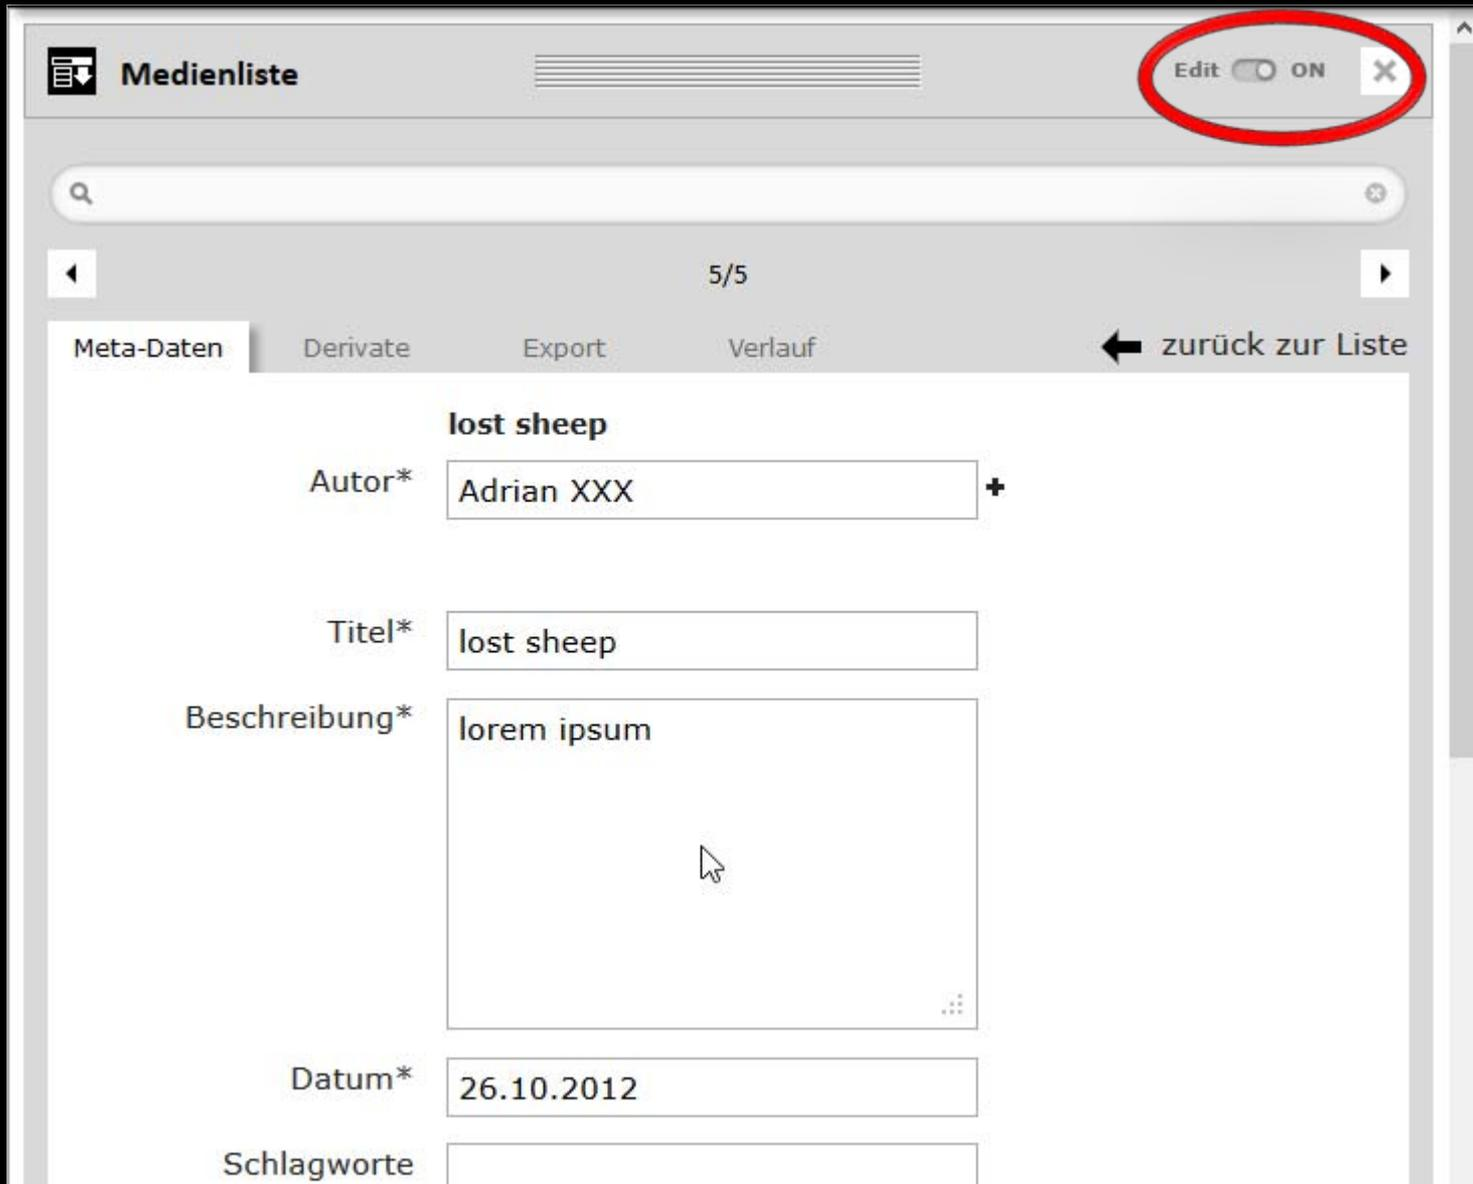 Medienliste Edit ON
5/5
Meta-Daten Derivate Export Verlauf zurück zur Liste
lost sheep
Autor* Adrian XXX
Titel* lost sheep
Beschreibung* lorem ipsum
Datum* 26.10.2012
Schlagworte